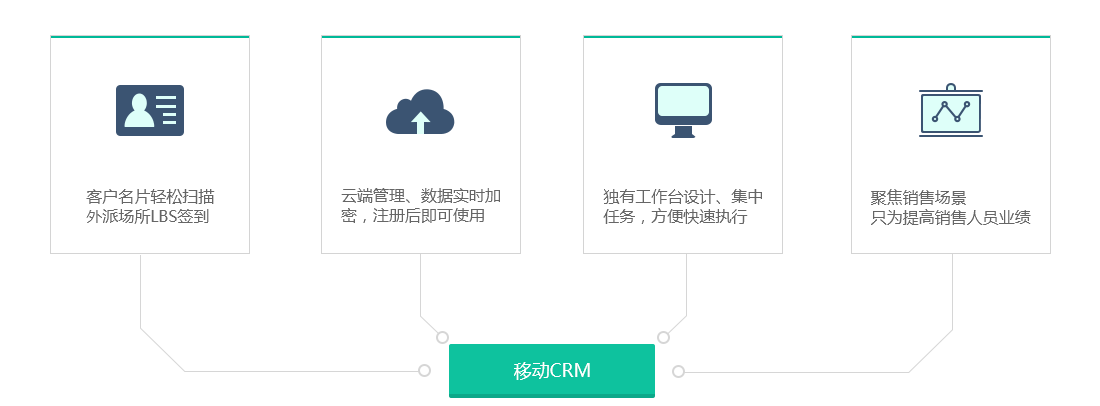 客户名片轻松扫描
外派场所LBS签到
云端管理、数据实时加
密，注册后即可使用
独有工作台设计、集中
任务，方便快速执行
聚焦销售场景
只为提高销售人员业绩
移动CRM